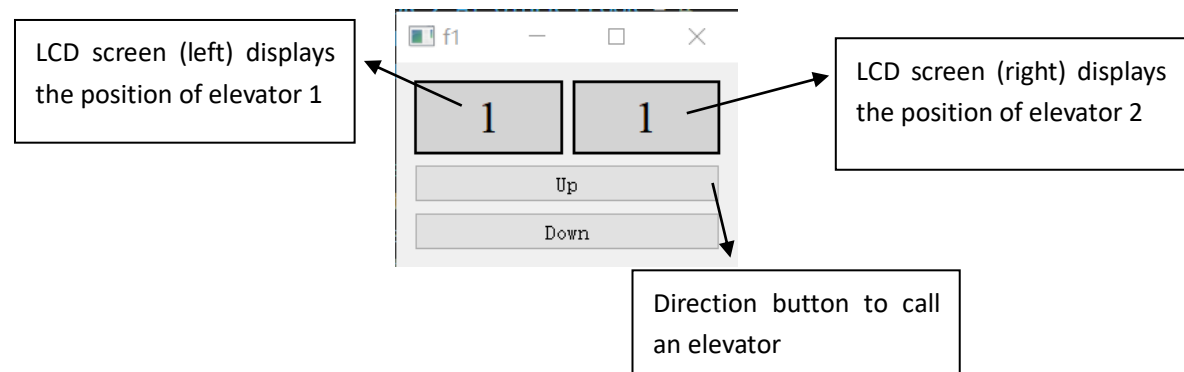 LCD screen (left) displays
the position of elevator 1
f1
1 1
Up
Down
LCD screen (right) displays
the position of elevator 2
Direction button to call
an elevator